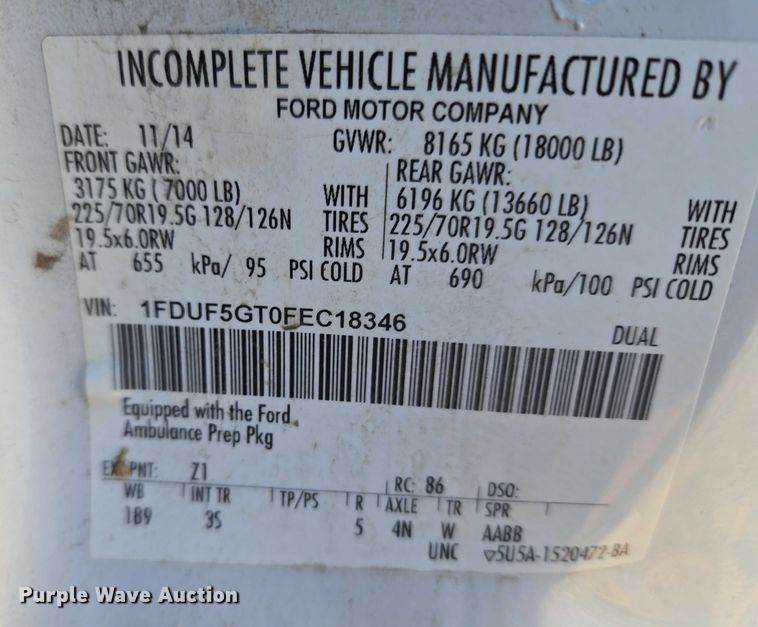 INCOMPLETE VEHICLE MANUFACTURED BY
FORD MOTOR COMPANY
DATE: 11/14 GVWR: 8165 KG (18000 LB)
FRONT GAWR: REAR GAWR:
3175 KG ( 7000 LB) WITH 6196 KG (13660 LB) WITH
225/70R19.5G 128/126N TIRES 225/70R19.5G 128/126N TIRES
19.5x6.0RW RIMS 19.5x6.0RW RIMS
AT 655 kPa/ 95 PSI COLD AT 690 kPa/100 PSI COLD
VIN: 1FDUF5GT0FEC18346 DUAL
Equipped with the Ford
Ambulance Prep Pkg
EXT PNT: Z1 RC: 86 DSO:
WB INT TR TP/PS R AXLE TR SPR
189 3S 5 4N W AABB
UNC ▽5U5A-1520472-BA
Purple Wave Auction